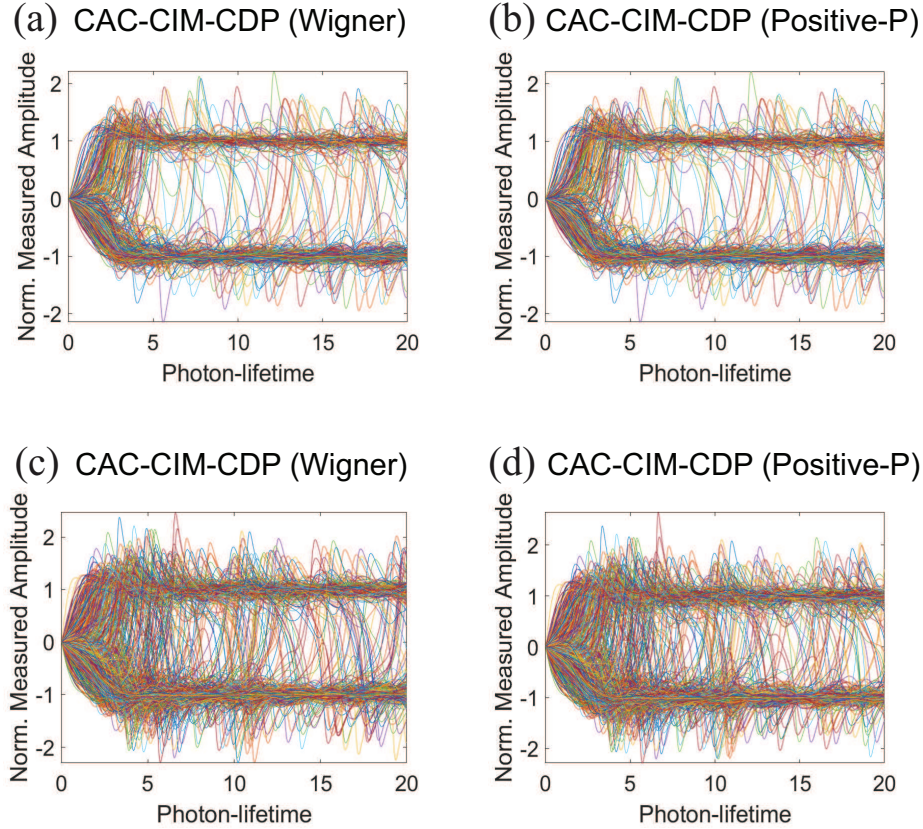 (a) CAC-CIM-CDP (Wigner)
Norm. Measured Amplitude
2
1
0
-1
-2
0 5 10 15 20
Photon-lifetime
(b) CAC-CIM-CDP (Positive-P)
Norm. Measured Amplitude
2
1
0
-1
-2
0 5 10 15 20
Photon-lifetime
(c) CAC-CIM-CDP (Wigner)
Norm. Measured Amplitude
2
1
0
-1
-2
0 5 10 15 20
Photon-lifetime
(d) CAC-CIM-CDP (Positive-P)
Norm. Measured Amplitude
2
1
0
-1
-2
0 5 10 15 20
Photon-lifetime